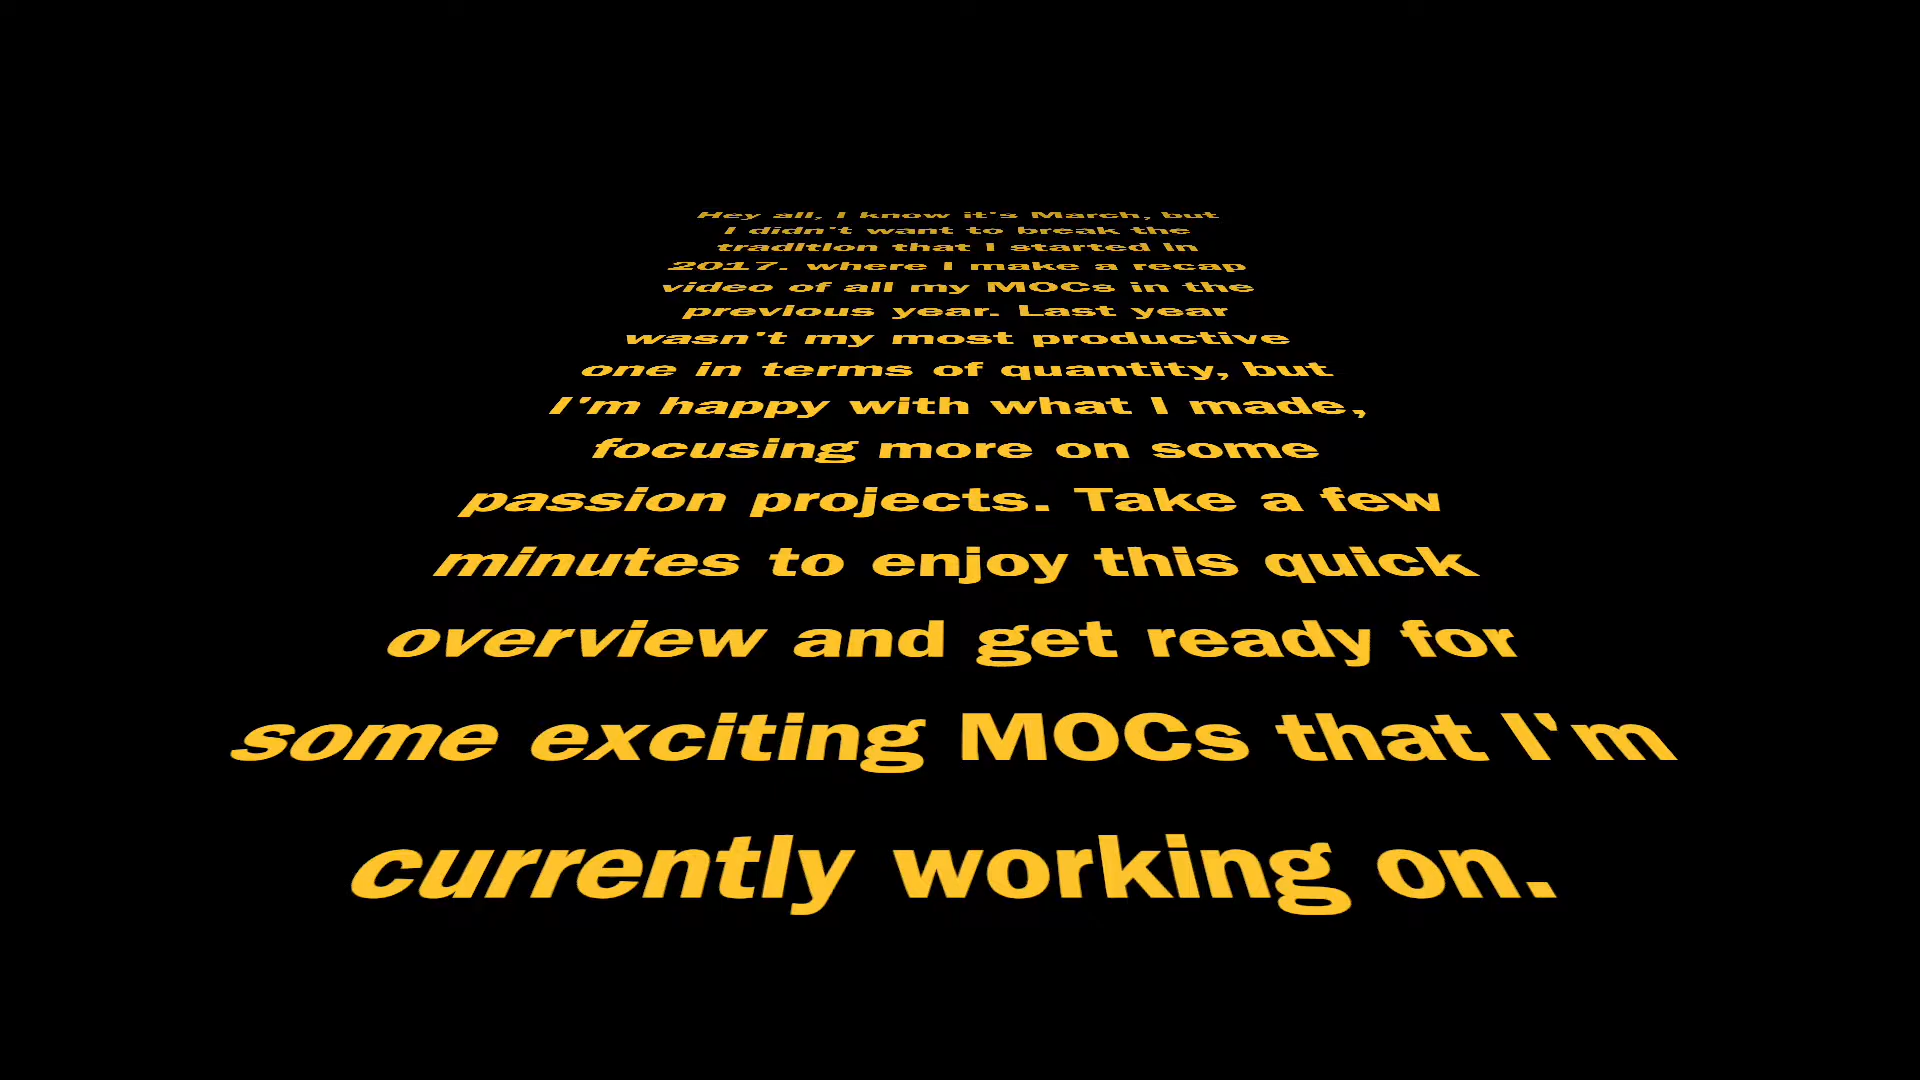 Hey all, I know it's March, but
I didn't want to break the
tradition that I started in
2017. where I make a recap
video of all my MOCs in the
previous year. Last year
wasn't my most productive
one in terms of quantity, but
I'm happy with what I made,
focusing more on some
passion projects. Take a few
minutes to enjoy this quick
overview and get ready for
some exciting MOCs that I'm
currently working on.